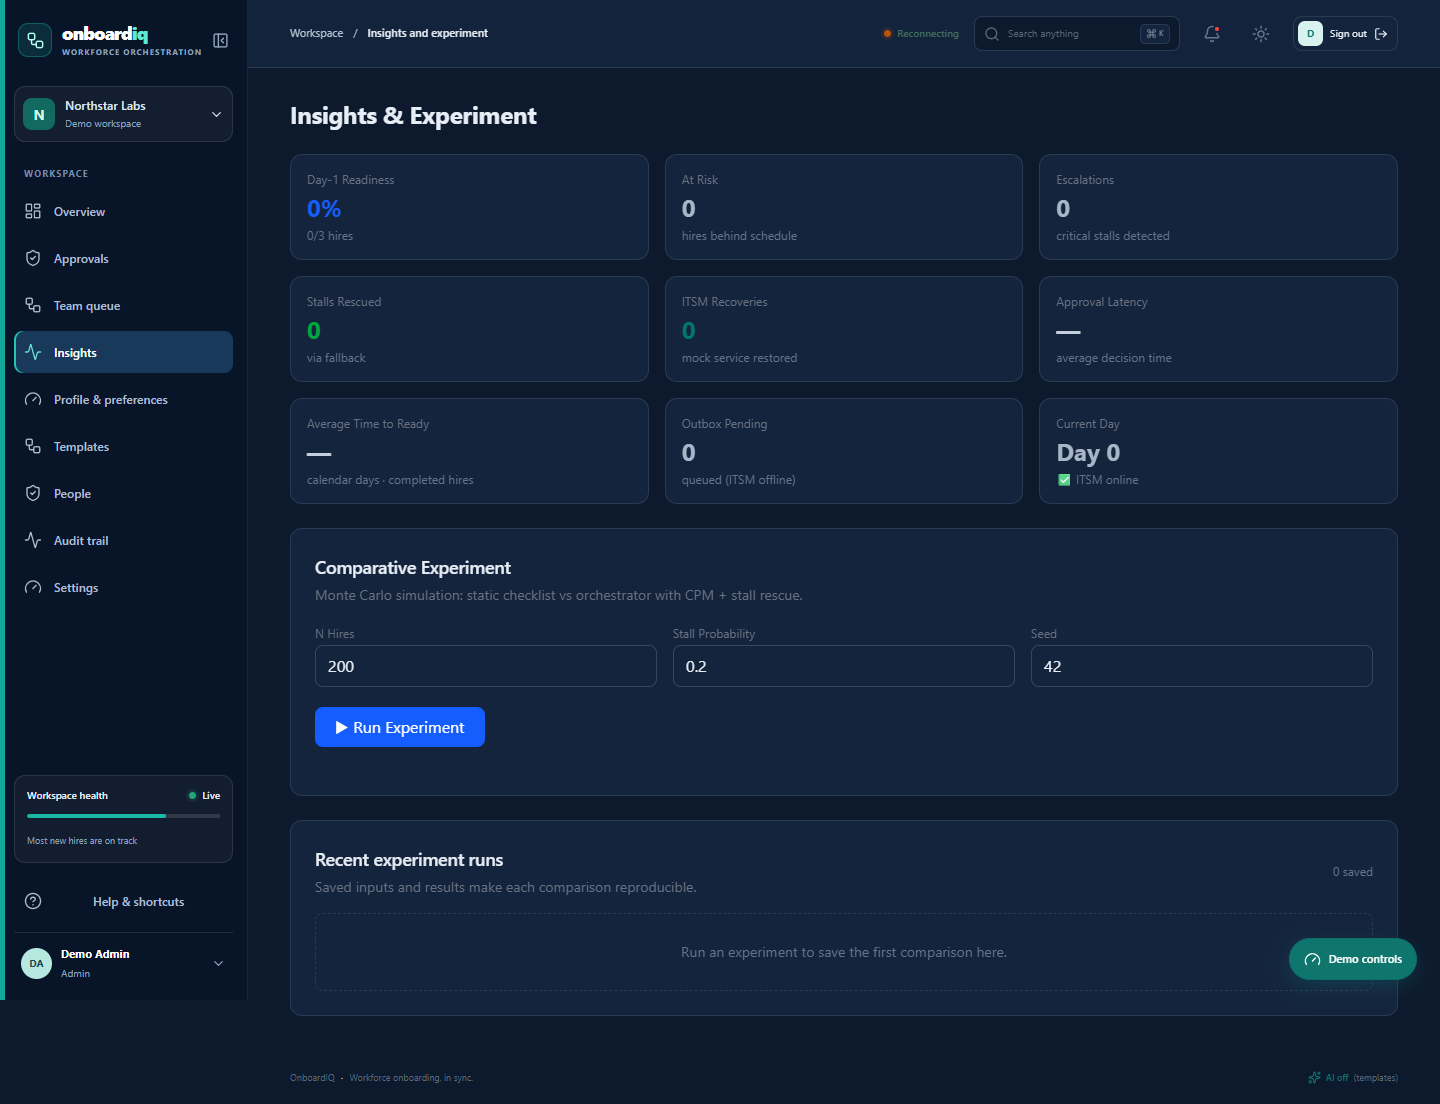 onboardiq
WORKFORCE ORCHESTRATION
N
Northstar Labs
Demo workspace
WORKSPACE
Overview
Approvals
Team queue
Insights
Profile & preferences
Templates
People
Audit trail
Settings
Workspace health
Live
Most new hires are on track
Help & shortcuts
DA
Demo Admin
Admin
Workspace / Insights and experiment
Reconnecting
Search anything
⌘ K
D
Sign out
Insights & Experiment
Day-1 Readiness
0%
0/3 hires
At Risk
0
hires behind schedule
Escalations
0
critical stalls detected
Stalls Rescued
0
via fallback
ITSM Recoveries
0
mock service restored
Approval Latency
—
average decision time
Average Time to Ready
—
calendar days · completed hires
Outbox Pending
0
queued (ITSM offline)
Current Day
Day 0
✅ ITSM online
Comparative Experiment
Monte Carlo simulation: static checklist vs orchestrator with CPM + stall rescue.
N Hires
200
Stall Probability
0.2
Seed
42
▶ Run Experiment
Recent experiment runs
Saved inputs and results make each comparison reproducible.
0 saved
Run an experiment to save the first comparison here.
Demo controls
OnboardIQ · Workforce onboarding, in sync.
AI off (templates)